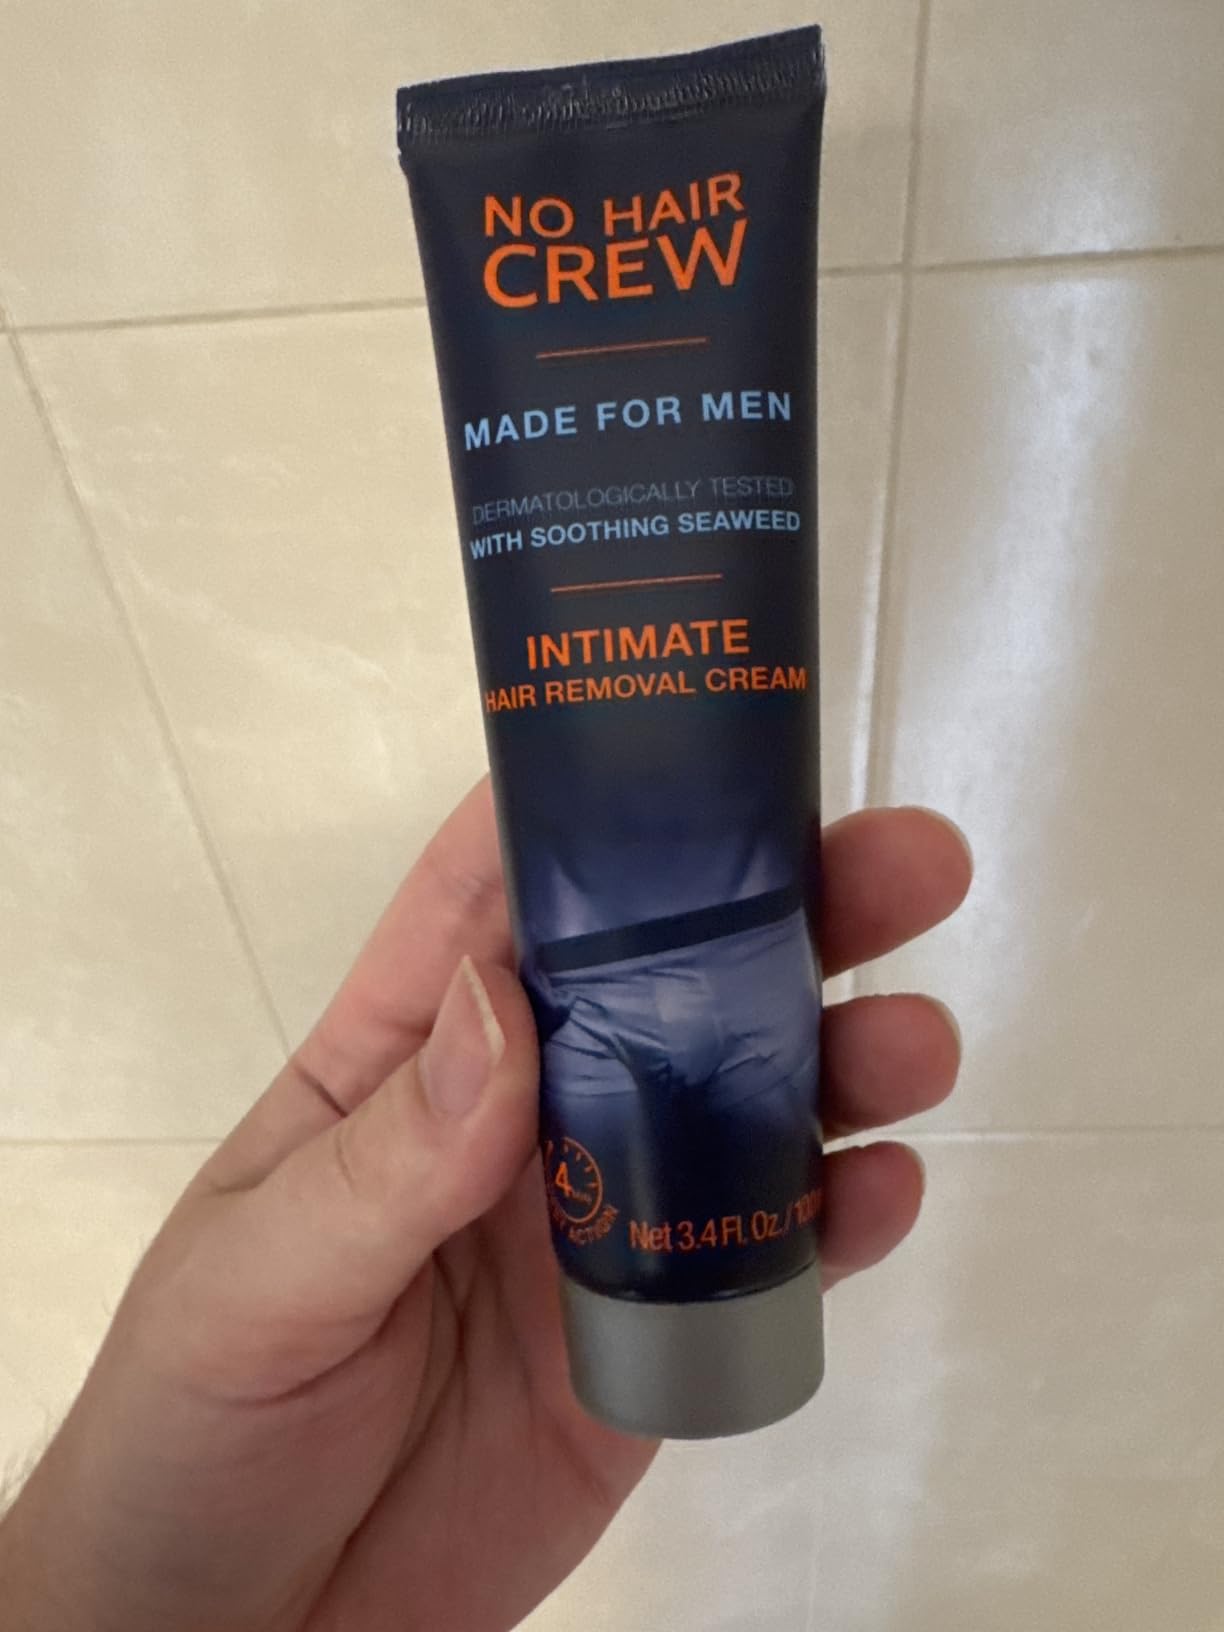 NO HAIR
CREW
MADE FOR MEN
DERMATOLOGICALLY TESTED
WITH SOOTHING SEAWEED
INTIMATE
HAIR REMOVAL CREAM
4
ACTION
Net 3.4 Fl. Oz. /